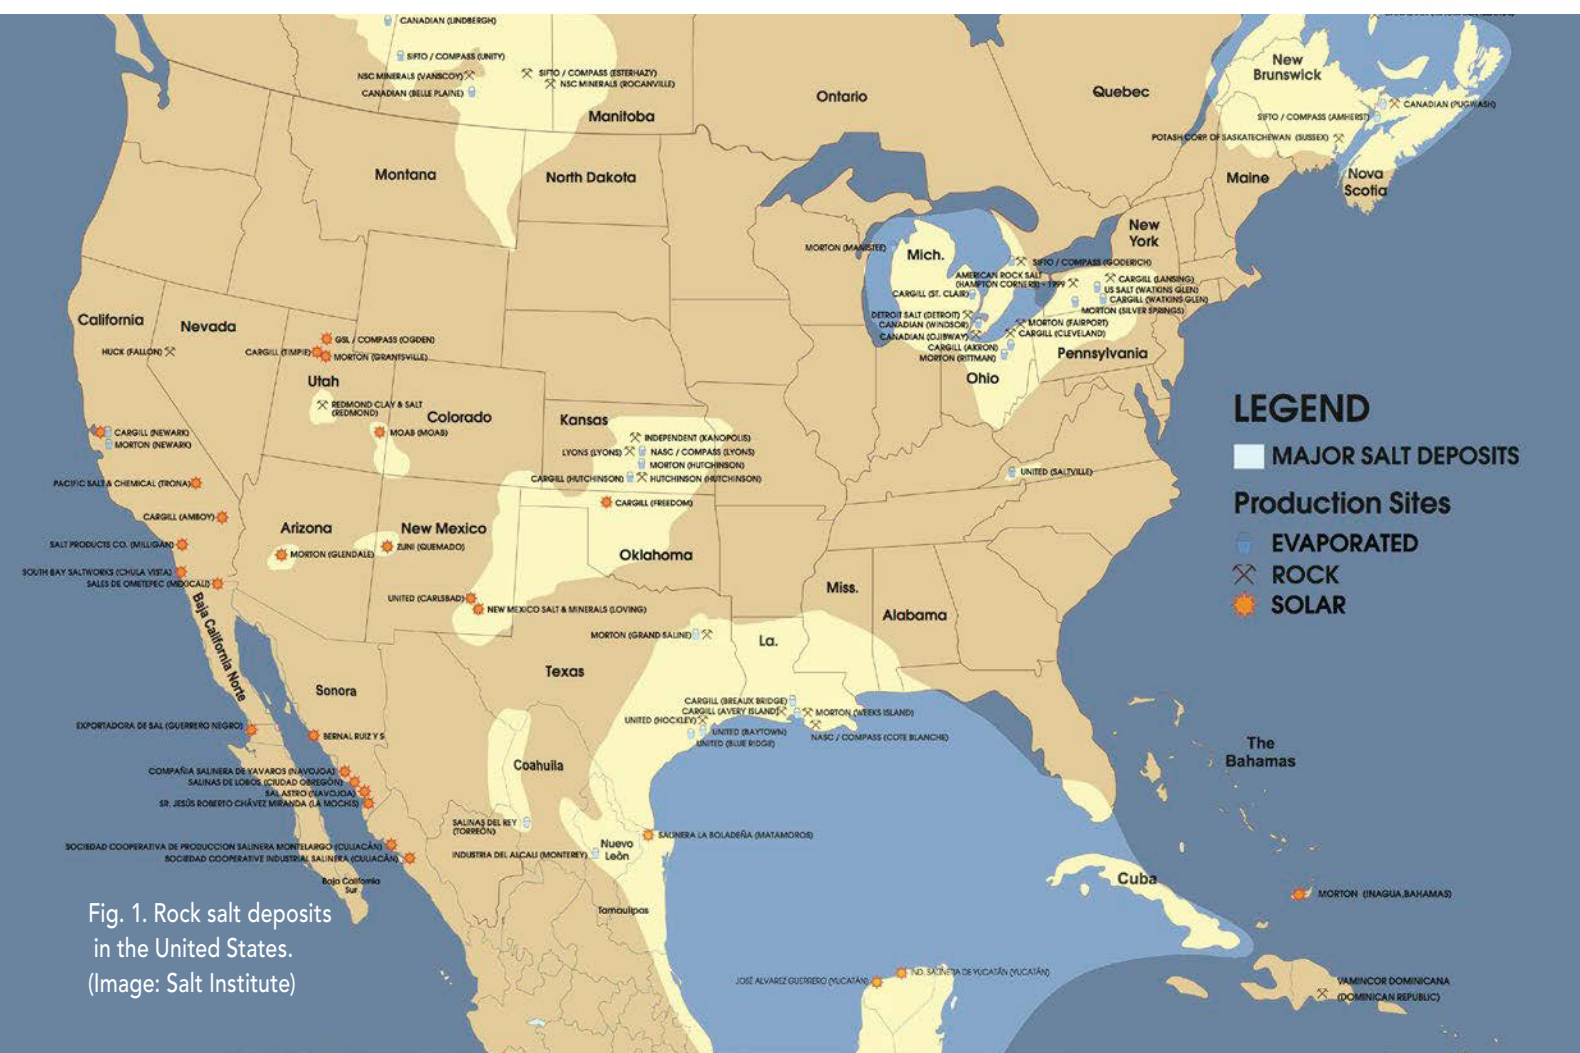 CANADIAN (LINDBERGH)
SIFTO / COMPASS (UNITY)
NSC MINERALS (VANSCOY)
SIFTO / COMPASS (ESTERHAZY)
NSC MINERALS (ROCANVILLE)
CANADIAN (BELLE PLAINE)
Manitoba
Ontario
Quebec
New
Brunswick
CANADIAN (PUGWASH)
SIFTO / COMPASS (AMHERST)
POTASH CORP. OF SASKATECHEWAN (SUSSEX)
Nova
Scotia
Maine
Montana
North Dakota
New
York
MORTON (MANISTEE)
Mich.
SIFTO / COMPASS (GODERICH)
AMERICAN ROCK SALT
(HAMPTON CORNERS) - 1999
CARGILL (LANSING)
US SALT (WATKINS GLEN)
CARGILL (WATKINS GLEN)
MORTON (SILVER SPRINGS)
CARGILL (ST. CLAIR)
DETROIT SALT (DETROIT)
CANADIAN (WINDSOR)
CANADIAN (OJIBWAY)
MORTON (FAIRPORT)
CARGILL (CLEVELAND)
CARGILL (AKRON)
MORTON (RITTMAN)
Pennsylvania
Ohio
California
Nevada
HUCK (FALLON)
GSL / COMPASS (OGDEN)
CARGILL (TIMPIE)
MORTON (GRANTSVILLE)
Utah
REDMOND CLAY & SALT
(REDMOND)
Colorado
MOAB (MOAB)
Kansas
INDEPENDENT (KANOPOLIS)
LYONS (LYONS)
NASC / COMPASS (LYONS)
MORTON (HUTCHINSON)
CARGILL (HUTCHINSON)
HUTCHINSON (HUTCHINSON)
CARGILL (FREEDOM)
UNITED (SALTVILLE)
CARGILL (NEWARK)
MORTON (NEWARK)
PACIFIC SALT & CHEMICAL (TRONA)
CARGILL (AMBOY)
SALT PRODUCTS CO. (MILLIGAN)
SOUTH BAY SALTWORKS (CHULA VISTA)
SALES DE OMETEPEC (MEXICALI)
Arizona
MORTON (GLENDALE)
New Mexico
ZUNI (QUEMADO)
Oklahoma
UNITED (CARLSBAD)
NEW MEXICO SALT & MINERALS (LOVING)
MORTON (GRAND SALINE)
Texas
La.
Miss.
Alabama
CARGILL (BREAUX BRIDGE)
CARGILL (AVERY ISLAND)
MORTON (WEEKS ISLAND)
UNITED (HOCKLEY)
UNITED (BAYTOWN)
UNITED (BLUE RIDGE)
NASC / COMPASS (COTE BLANCHE)
Baja California Norte
Sonora
EXPORTADORA DE SAL (GUERRERO NEGRO)
BERNAL RUIZ Y S
COMPAÑIA SALINERA DE YAVAROS (NAVOJOA)
SALINAS DE LOBOS (CIUDAD OBREGÒN)
SAL ASTRO (NAVOJOA)
SR. JESÚS ROBERTO CHÁVEZ MIRANDA (LA MOCHIS)
SOCIEDAD COOPERATIVA DE PRODUCCION SALINERA MONTELARGO (CULIACÁN)
SOCIEDAD COOPERATIVE INDUSTRIAL SALINERA (CULIACÁN)
Baja California
Sur
Coahuila
SALINAS DEL REY
(TORREÓN)
INDUSTRIA DEL ALCALI (MONTEREY)
Nuevo
Leòn
Tamaulipas
SALINERA LA BOLADEÑA (MATAMOROS)
JOSÉ ALVAREZ GUERRERO (YUCATÁN)
IND. SALINERA DE YUCATÁN (YUCATÁN)
The
Bahamas
Cuba
MORTON (INAGUA,BAHAMAS)
VAMINCOR DOMINICANA
(DOMINICAN REPUBLIC)
LEGEND
MAJOR SALT DEPOSITS
Production Sites
EVAPORATED
ROCK
SOLAR
Fig. 1. Rock salt deposits
in the United States.
(Image: Salt Institute)